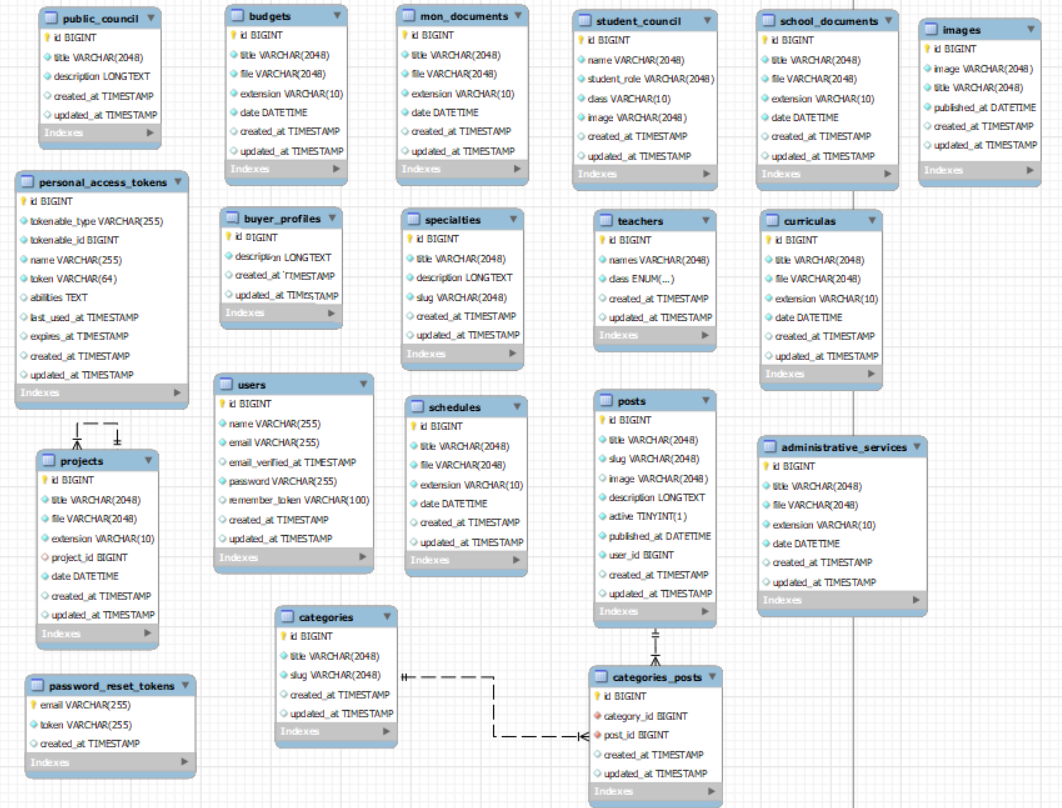 public_council
id BIGINT
title VARCHAR(2048)
description LONGTEXT
created_at TIMESTAMP
updated_at TIMESTAMP
Indexes
budgets
id BIGINT
title VARCHAR(2048)
file VARCHAR(2048)
extension VARCHAR(10)
date DATETIME
created_at TIMESTAMP
updated_at TIMESTAMP
Indexes
mon_documents
id BIGINT
title VARCHAR(2048)
file VARCHAR(2048)
extension VARCHAR(10)
date DATETIME
created_at TIMESTAMP
updated_at TIMESTAMP
Indexes
student_council
id BIGINT
name VARCHAR(2048)
student_role VARCHAR(2048)
class VARCHAR(10)
image VARCHAR(2048)
created_at TIMESTAMP
updated_at TIMESTAMP
Indexes
school_documents
id BIGINT
title VARCHAR(2048)
file VARCHAR(2048)
extension VARCHAR(10)
date DATETIME
created_at TIMESTAMP
updated_at TIMESTAMP
Indexes
images
id BIGINT
image VARCHAR(2048)
title VARCHAR(2048)
published_at DATETIME
created_at TIMESTAMP
updated_at TIMESTAMP
Indexes
personal_access_tokens
id BIGINT
tokenable_type VARCHAR(255)
tokenable_id BIGINT
name VARCHAR(255)
token VARCHAR(64)
abilities TEXT
last_used_at TIMESTAMP
expires_at TIMESTAMP
created_at TIMESTAMP
updated_at TIMESTAMP
Indexes
buyer_profiles
id BIGINT
description LONGTEXT
created_at TIMESTAMP
updated_at TIMESTAMP
Indexes
specialties
id BIGINT
title VARCHAR(2048)
description LONGTEXT
slug VARCHAR(2048)
created_at TIMESTAMP
updated_at TIMESTAMP
Indexes
teachers
id BIGINT
names VARCHAR(2048)
class ENUM(...)
created_at TIMESTAMP
updated_at TIMESTAMP
Indexes
curriculas
id BIGINT
title VARCHAR(2048)
file VARCHAR(2048)
extension VARCHAR(10)
date DATETIME
created_at TIMESTAMP
updated_at TIMESTAMP
Indexes
users
id BIGINT
name VARCHAR(255)
email VARCHAR(255)
email_verified_at TIMESTAMP
password VARCHAR(255)
remember_token VARCHAR(100)
created_at TIMESTAMP
updated_at TIMESTAMP
Indexes
schedules
id BIGINT
title VARCHAR(2048)
file VARCHAR(2048)
extension VARCHAR(10)
date DATETIME
created_at TIMESTAMP
updated_at TIMESTAMP
Indexes
posts
id BIGINT
title VARCHAR(2048)
slug VARCHAR(2048)
image VARCHAR(2048)
description LONGTEXT
active TINYINT(1)
published_at DATETIME
user_id BIGINT
created_at TIMESTAMP
updated_at TIMESTAMP
Indexes
administrative_services
id BIGINT
title VARCHAR(2048)
file VARCHAR(2048)
extension VARCHAR(10)
date DATETIME
created_at TIMESTAMP
updated_at TIMESTAMP
Indexes
projects
id BIGINT
title VARCHAR(2048)
file VARCHAR(2048)
extension VARCHAR(10)
project_id BIGINT
date DATETIME
created_at TIMESTAMP
updated_at TIMESTAMP
Indexes
categories
id BIGINT
title VARCHAR(2048)
slug VARCHAR(2048)
created_at TIMESTAMP
updated_at TIMESTAMP
Indexes
password_reset_tokens
email VARCHAR(255)
token VARCHAR(255)
created_at TIMESTAMP
Indexes
categories_posts
id BIGINT
category_id BIGINT
post_id BIGINT
created_at TIMESTAMP
updated_at TIMESTAMP
Indexes